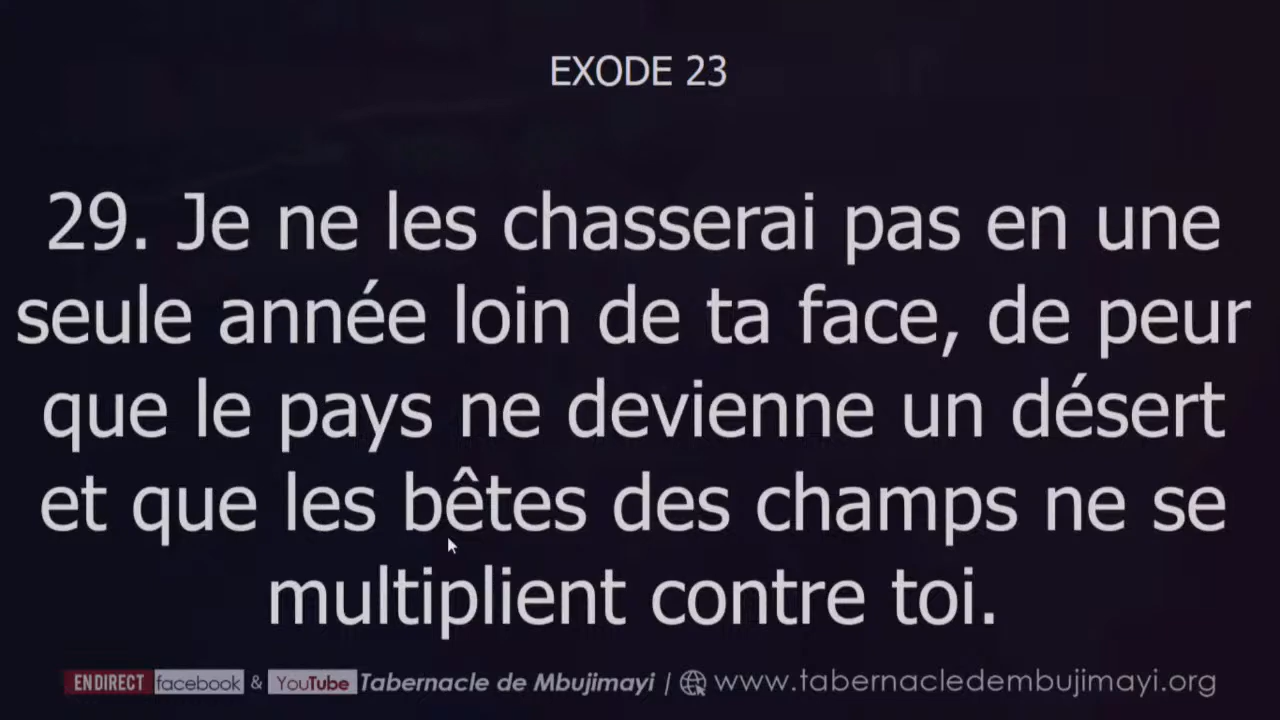 EXODE 23
29. Je ne les chasserai pas en une
seule année loin de ta face, de peur
que le pays ne devienne un désert
et que les bêtes des champs ne se
multiplient contre toi.
EN DIRECT facebook & YouTube Tabernacle de Mbujimayi | www.tabernacledembujimayi.org